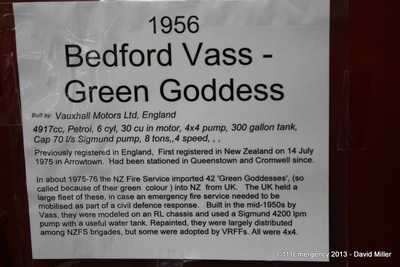 1956
Bedford Vass -
Green Goddess
Built by: Vauxhall Motors Ltd, England
4917cc, Petrol, 6 cyl, 30 cu in motor, 4x4 pump, 300 gallon tank,
Cap 70 l/s Sigmund pump, 8 tons,,4 speed, , ,
Previously registered in England, First registered in New Zealand on 14 July
1975 in Arrowtown. Had been stationed in Queenstown and Cromwell since.
In about 1975-76 the NZ Fire Service imported 42 'Green Goddesses', (so
called because of their green colour ) into NZ from UK. The UK held a
large fleet of these, in case an emergency fire service needed to be
mobilised as part of a civil defence response. Built in the mid-1950s by
Vass, they were modeled on an RL chassis and used a Sigmund 4200 lpm
pump with a useful water tank. Repainted, they were largely distributed
among NZFS brigades, but some were adopted by VRFFs. All were 4x4.
©111Emergency 2013 - David Miller